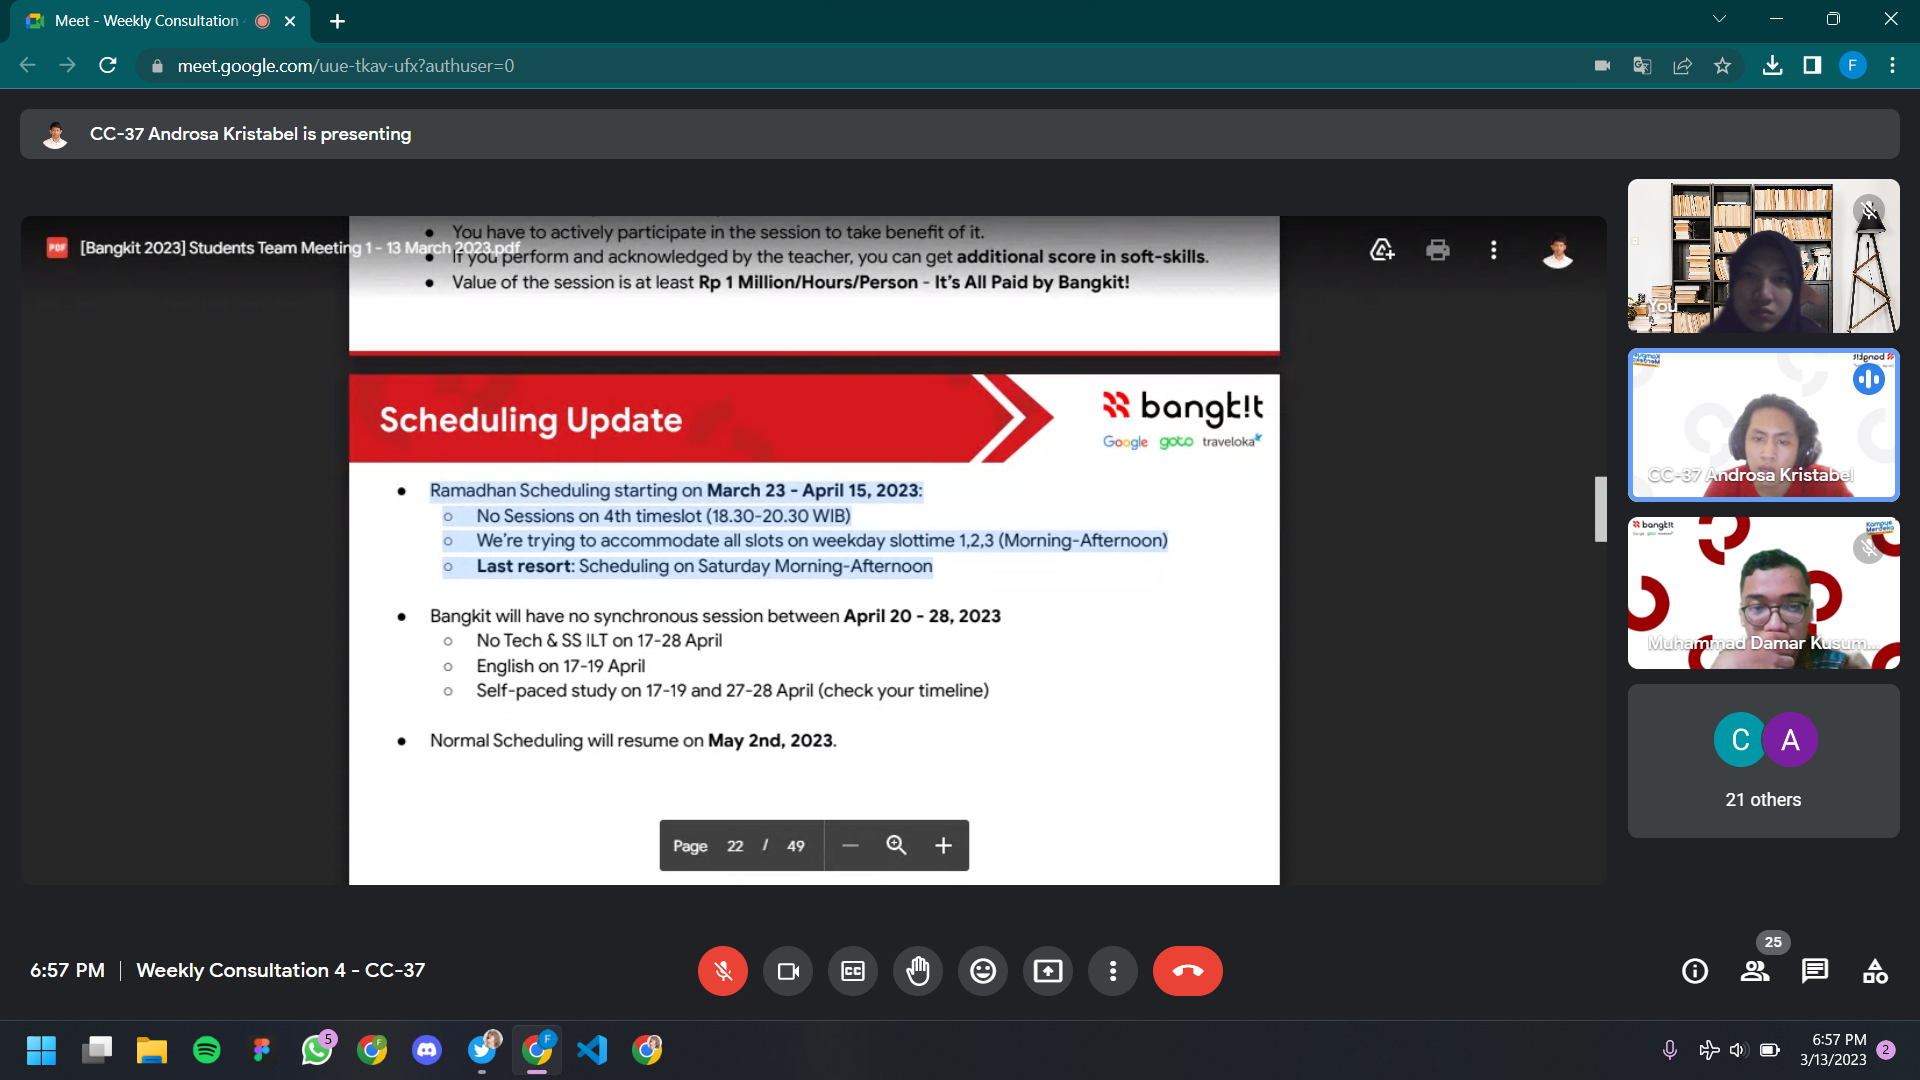 Meet - Weekly Consultation
meet.google.com/uue-tkav-ufx?authuser=0
F
CC-37 Androsa Kristabel is presenting
You have to actively participate in the session to take benefit of it.
PDF [Bangkit 2023] Students Team Meeting 1 - 13 March 2023.pdf
If you perform and acknowledged by the teacher, you can get additional score in soft-skills.
Value of the session is at least Rp 1 Million/Hours/Person - It's All Paid by Bangkit!
Scheduling Update
bangk!t
Google goto traveloka
Ramadhan Scheduling starting on March 23 - April 15, 2023:
No Sessions on 4th timeslot (18.30-20.30 WIB)
We're trying to accommodate all slots on weekday slottime 1,2,3 (Morning-Afternoon)
Last resort: Scheduling on Saturday Morning-Afternoon
Bangkit will have no synchronous session between April 20 - 28, 2023
No Tech & SS ILT on 17-28 April
English on 17-19 April
Self-paced study on 17-19 and 27-28 April (check your timeline)
Normal Scheduling will resume on May 2nd, 2023.
Page 22 / 49
You
bangk!t
CC-37 Androsa Kristabel
bangk!t
Kampus Merdeka
Muhammad Damar Kusum...
C A
21 others
6:57 PM | Weekly Consultation 4 - CC-37
CC
25
5
F
F
6:57 PM
3/13/2023
2